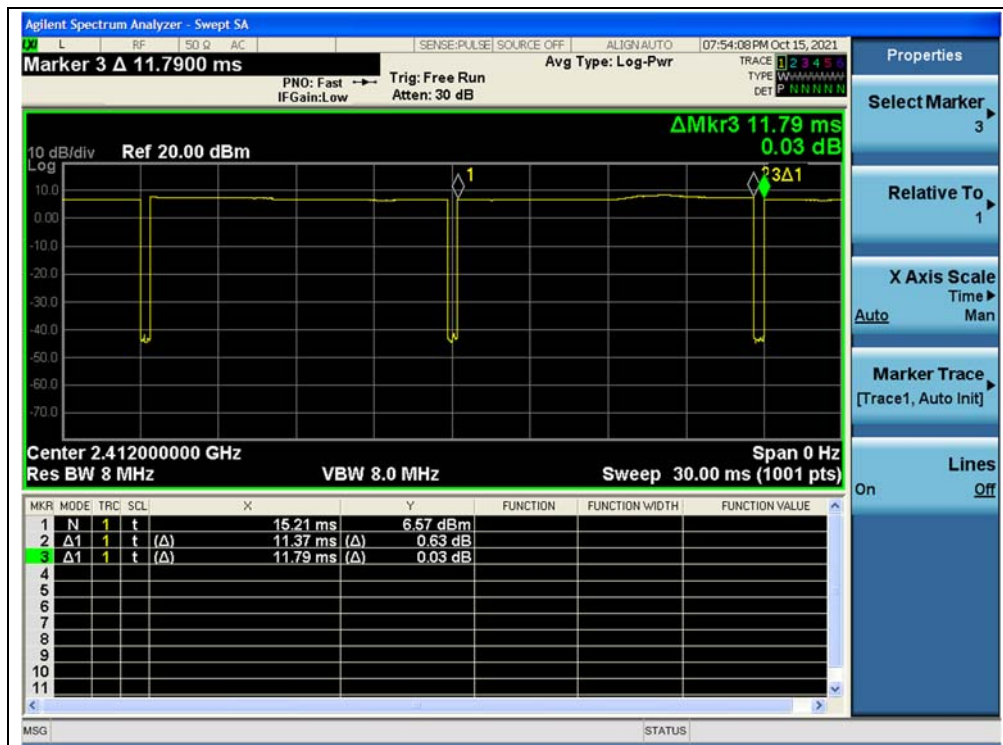 Agilent Spectrum Analyzer - Swept SA
LXI L RF 50 Ω AC SENSE:PULSE SOURCE OFF ALIGN AUTO 07:54:08 PM Oct 15, 2021
Marker 3 Δ 11.7900 ms
PNO: Fast
IFGain:Low
Trig: Free Run
Atten: 30 dB
Avg Type: Log-Pwr
TRACE 1 2 3 4 5 6
TYPE W
DET P N N N N N
ΔMkr3 11.79 ms
0.03 dB
10 dB/div Ref 20.00 dBm
Log
10.0
0.00
-10.0
-20.0
-30.0
-40.0
-50.0
-60.0
-70.0
1
3Δ1
Center 2.412000000 GHz Span 0 Hz
Res BW 8 MHz VBW 8.0 MHz Sweep 30.00 ms (1001 pts)
MKR MODE TRC SCL X Y FUNCTION FUNCTION WIDTH FUNCTION VALUE
1 N 1 t 15.21 ms 6.57 dBm
2 Δ1 1 t (Δ) 11.37 ms (Δ) 0.63 dB
3 Δ1 1 t (Δ) 11.79 ms (Δ) 0.03 dB
4
5
6
7
8
9
10
11
MSG STATUS
Properties
Select Marker
3
Relative To
1
X Axis Scale
Time
Auto Man
Marker Trace
[Trace1, Auto Init]
Lines
On Off